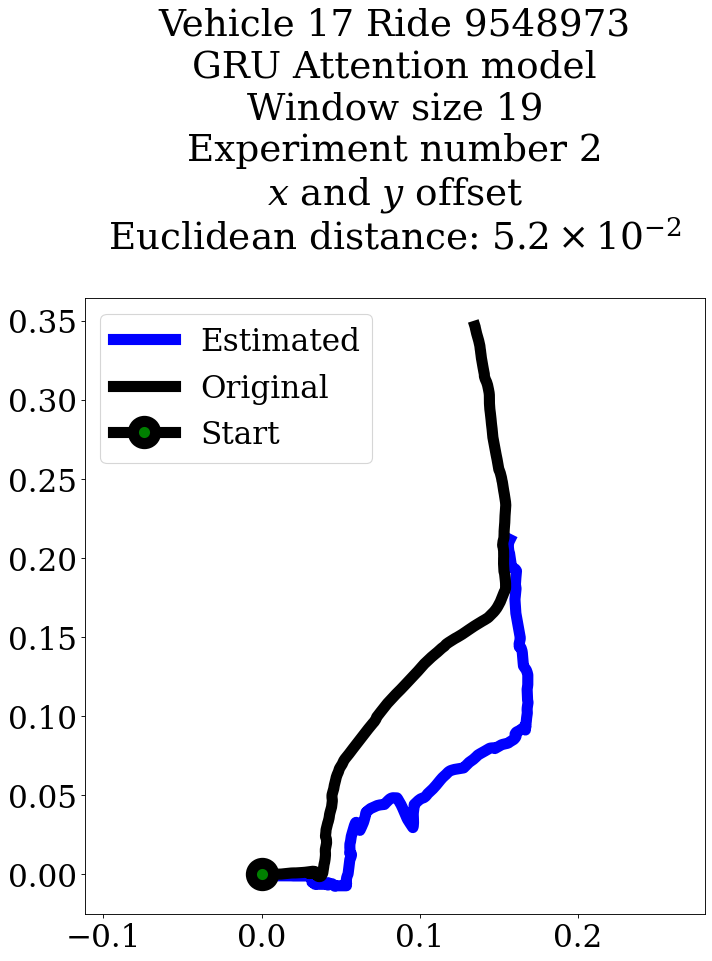 Vehicle 17 Ride 9548973
GRU Attention model
Window size 19
Experiment number 2
x and y offset
Euclidean distance: 5.2 × 10⁻²
Estimated
Original
Start
0.35
0.30
0.25
0.20
0.15
0.10
0.05
0.00
−0.1 0.0 0.1 0.2